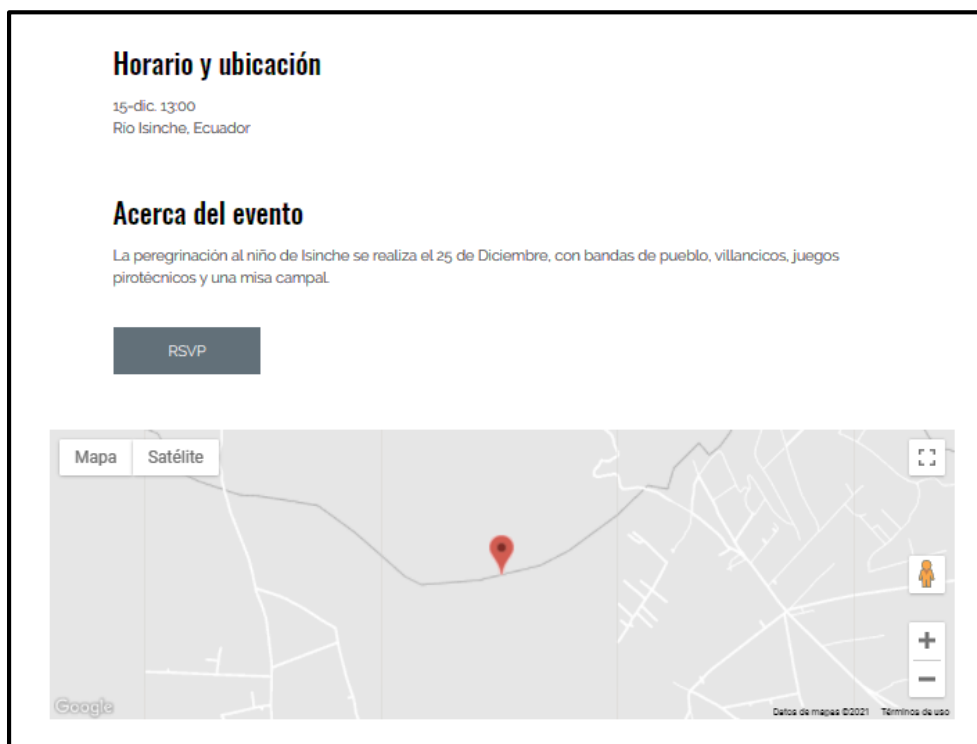 Horario y ubicación
15-dic. 13:00
Río Isinche, Ecuador
Acerca del evento
La peregrinación al niño de Isinche se realiza el 25 de Diciembre, con bandas de pueblo, villancicos, juegos
pirotécnicos y una misa campal.
RSVP
Mapa Satélite
Google
Datos de mapas ©2021 Términos de uso